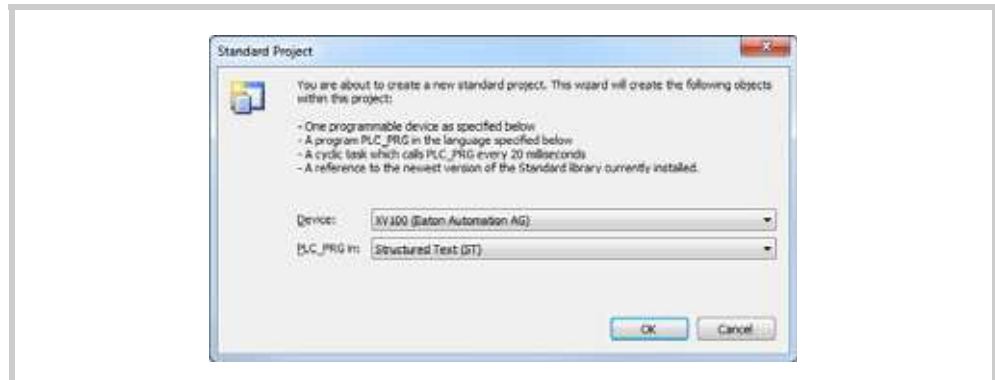 Standard Project
You are about to create a new standard project. This wizard will create the following objects
within this project:
- One programmable device as specified below
- A program PLC_PRG in the language specified below
- A cyclic task which calls PLC_PRG every 20 milliseconds
- A reference to the newest version of the Standard library currently installed.
Device: XV100 (Eaton Automation AG)
PLC_PRG in: Structured Text (ST)
OK Cancel